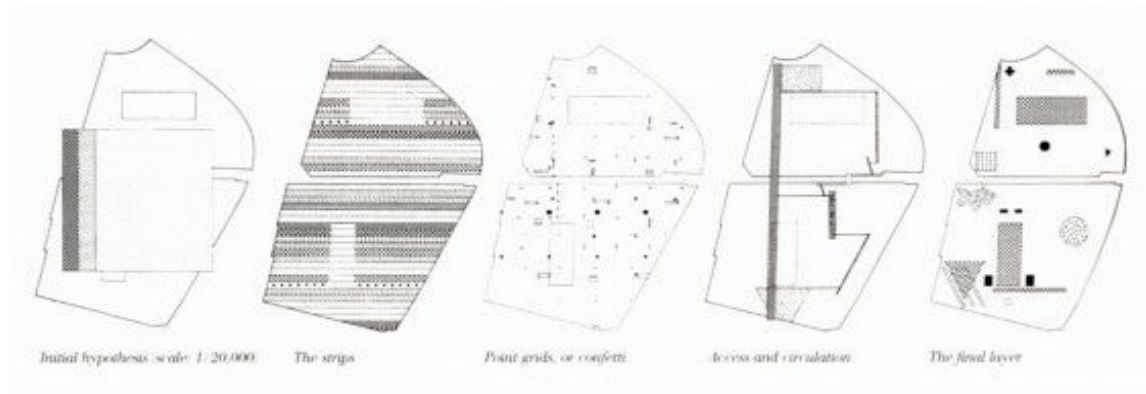 Initial hypothesis scale: 1/20,000.
The strips
Point grids, or confetti
Access and circulation
The final layer